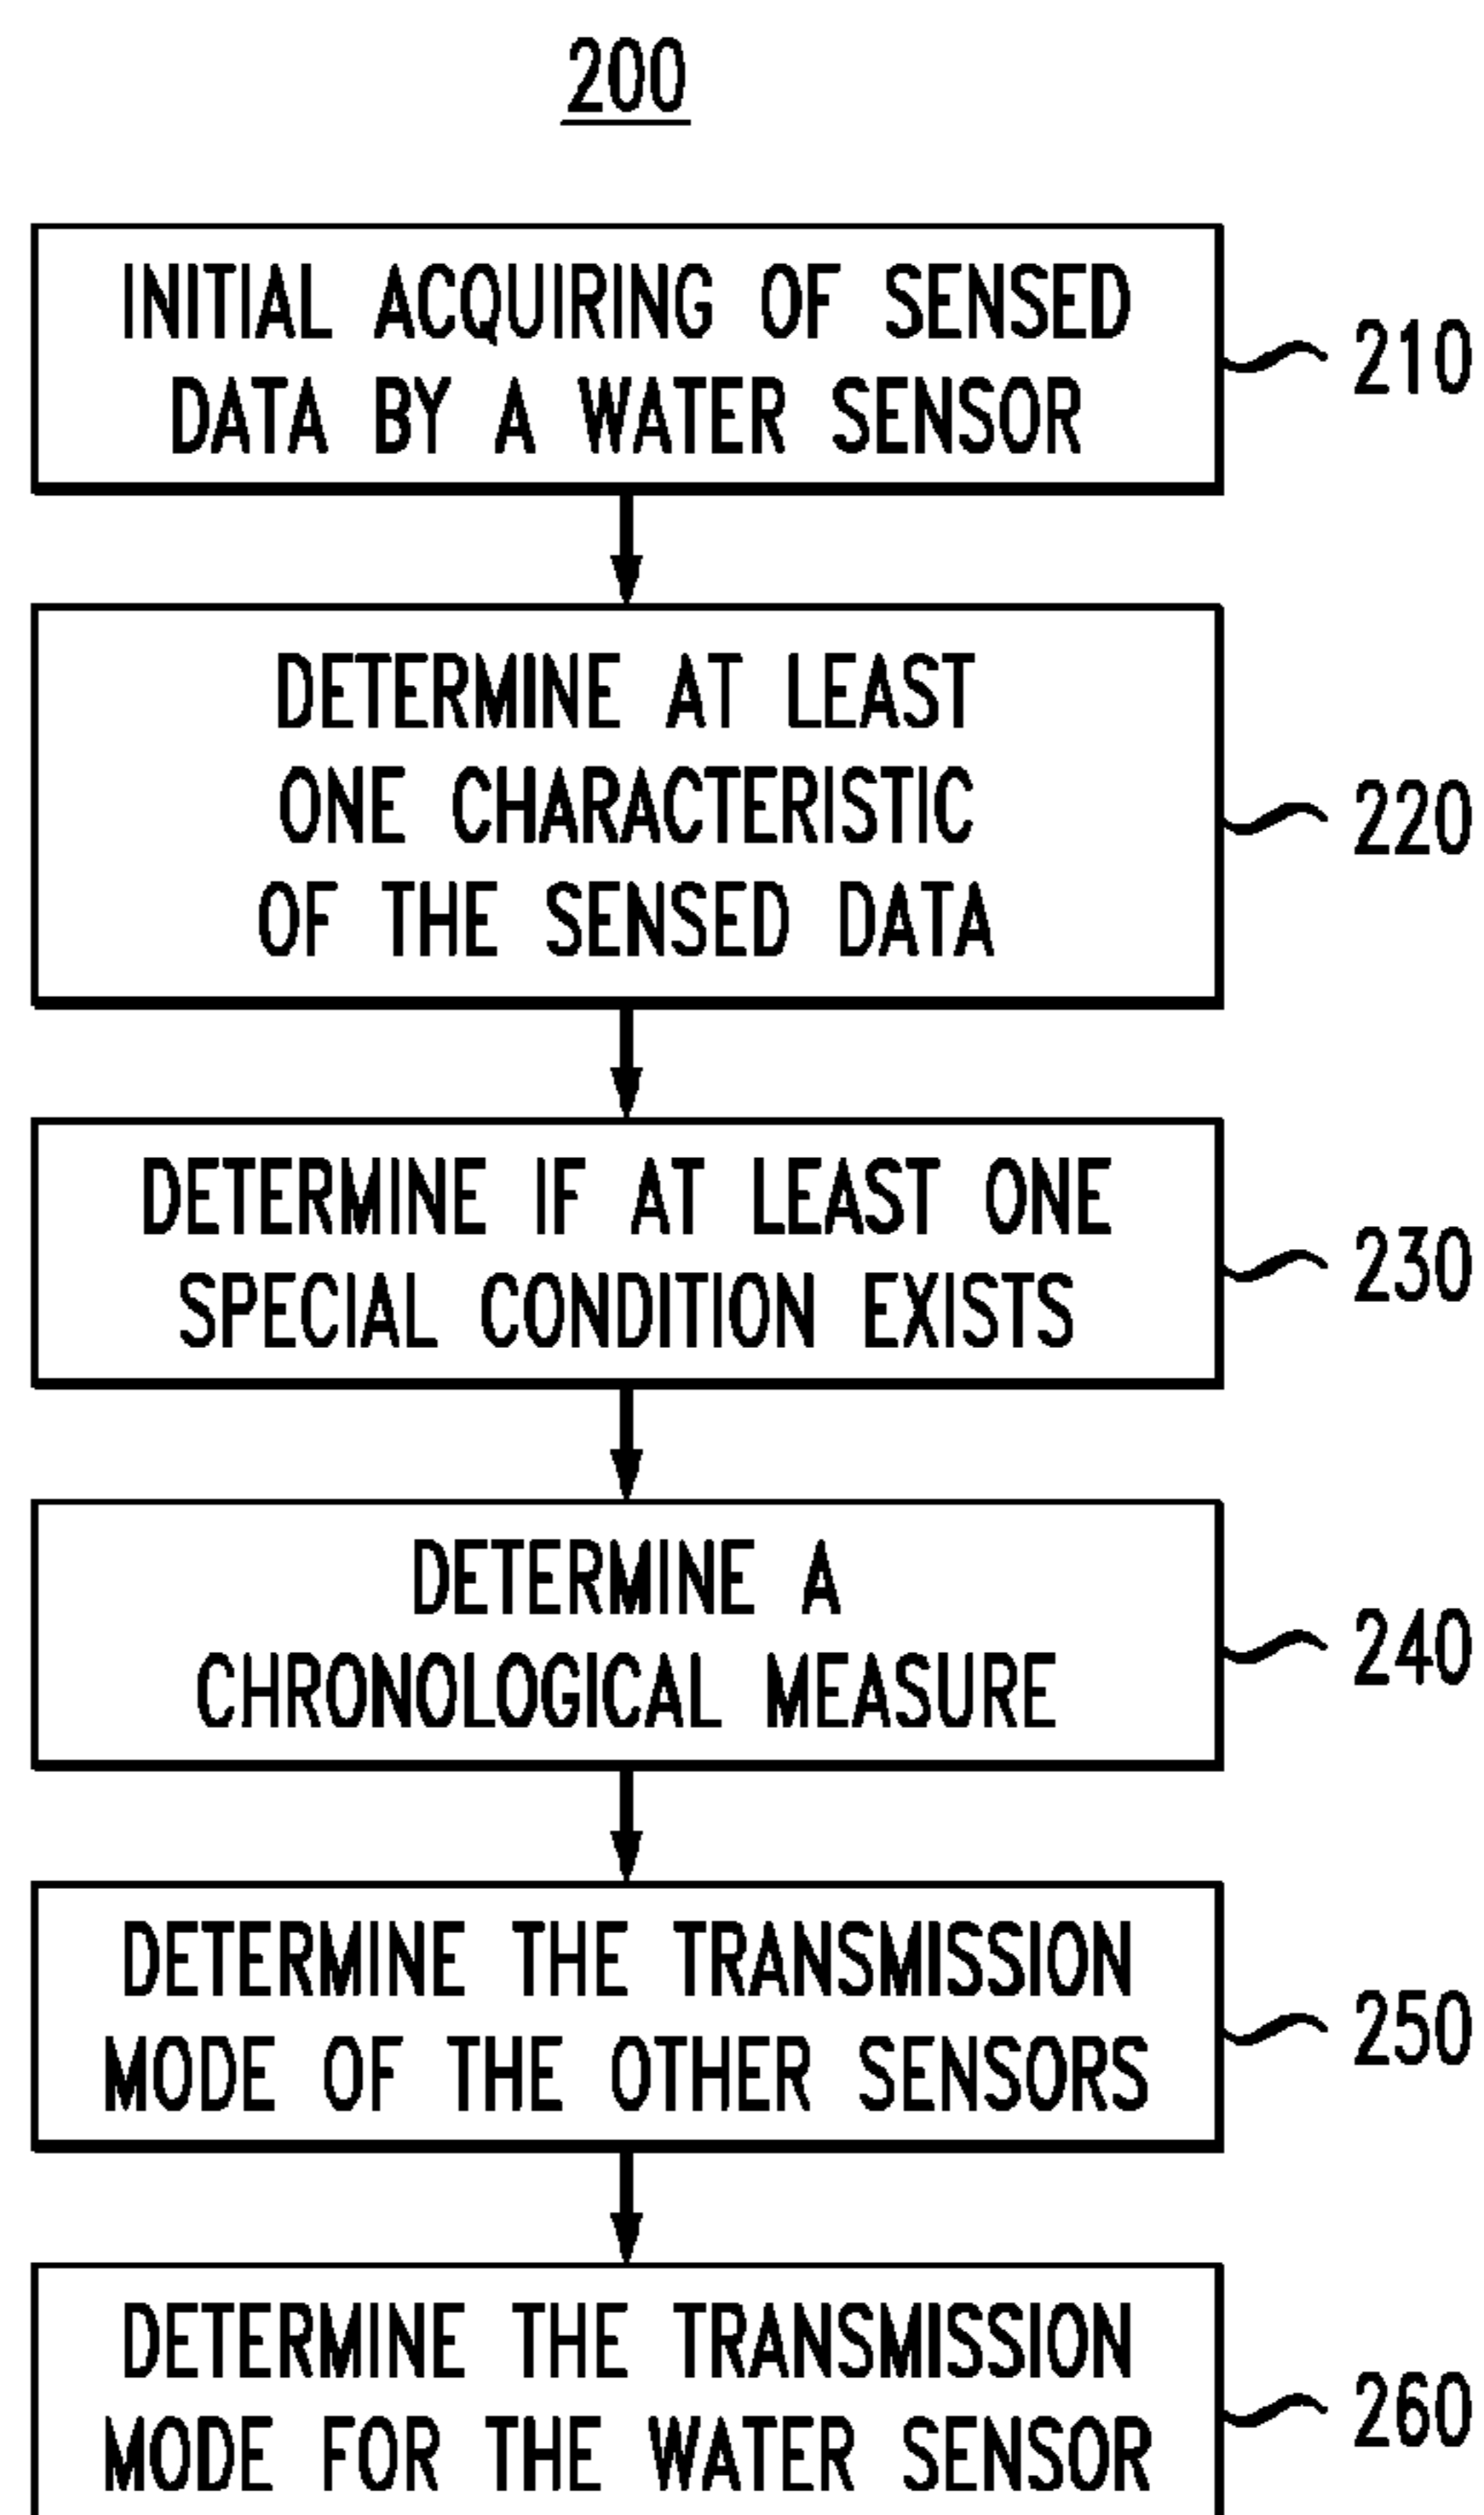 200
INITIAL ACQUIRING OF SENSED
DATA BY A WATER SENSOR
210
DETERMINE AT LEAST
ONE CHARACTERISTIC
OF THE SENSED DATA
220
DETERMINE IF AT LEAST ONE
SPECIAL CONDITION EXISTS
230
DETERMINE A
CHRONOLOGICAL MEASURE
240
DETERMINE THE TRANSMISSION
MODE OF THE OTHER SENSORS
250
DETERMINE THE TRANSMISSION
MODE FOR THE WATER SENSOR
260